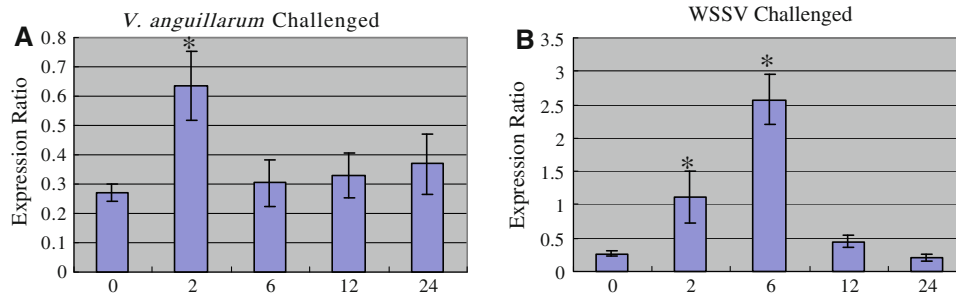 A
V. anguillarum Challenged
Expression Ratio
0.8
0.7
0.6
0.5
0.4
0.3
0.2
0.1
0
*
0 2 6 12 24
B
WSSV Challenged
Expression Ratio
3.5
3
2.5
2
1.5
1
0.5
0
*
*
0 2 6 12 24